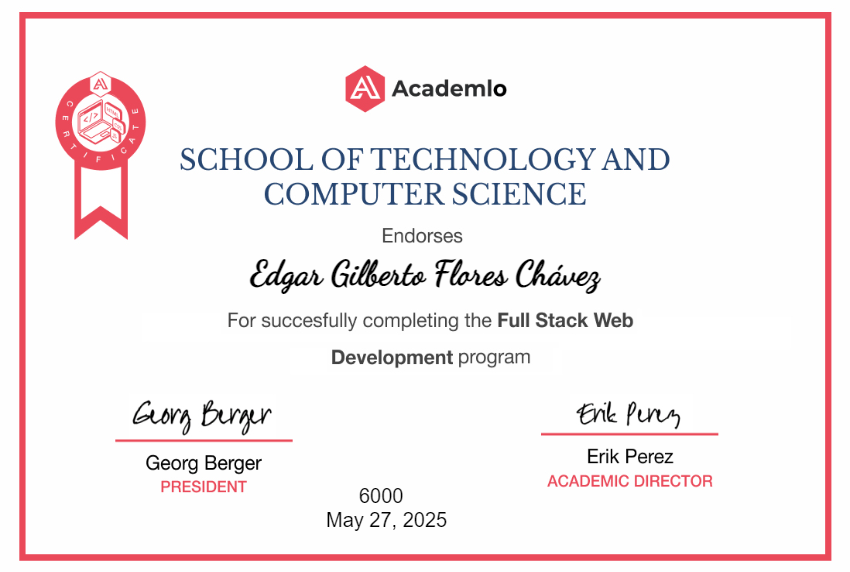 Academlo
CERTIFICATE
</>
SCHOOL OF TECHNOLOGY AND
COMPUTER SCIENCE
Endorses
Edgar Gilberto Flores Chávez
For succesfully completing the Full Stack Web
Development program
Georg Berger
Georg Berger
PRESIDENT
Erik Perez
Erik Perez
ACADEMIC DIRECTOR
6000
May 27, 2025